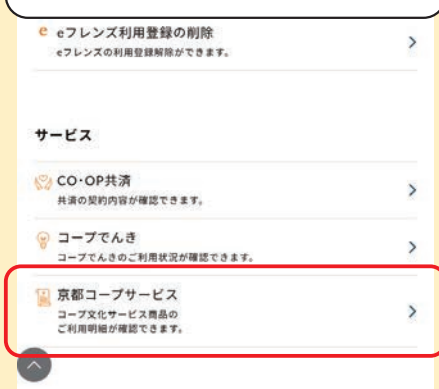 eフレンズ利用登録の削除
eフレンズの利用登録解除ができます。
サービス
CO·OP共済
共済の契約内容が確認できます。
コープでんき
コープでんきのご利用状況が確認できます。
京都コープサービス
コープ文化サービス商品の
ご利用明細が確認できます。